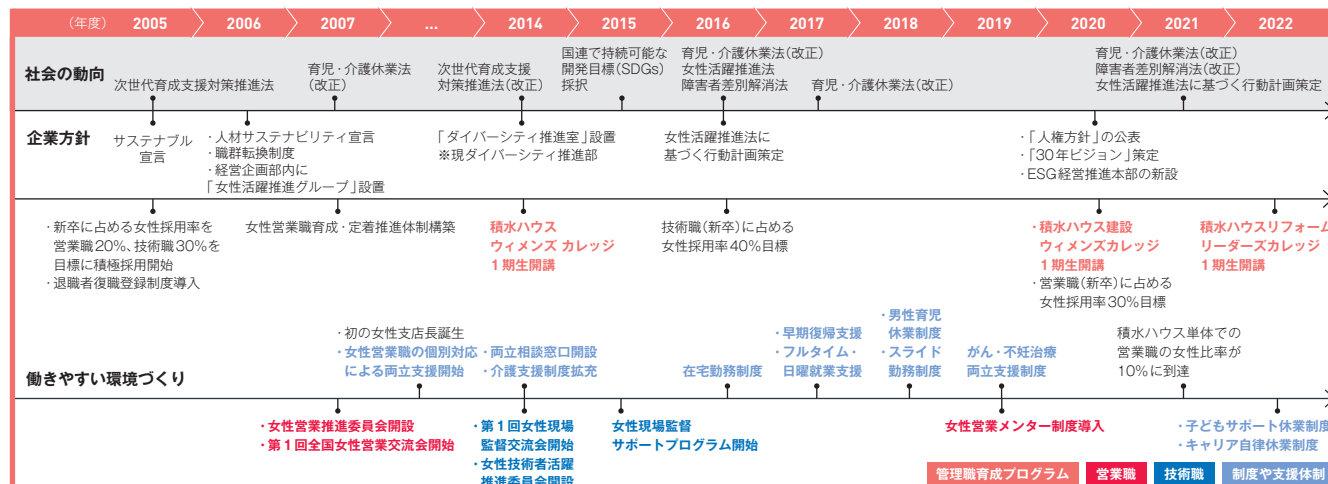 (年度) 2005 2006 2007 ... 2014 2015 2016 2017 2018 2019 2020 2021 2022
社会の動向
次世代育成支援対策推進法
育児・介護休業法
(改正)
次世代育成支援
対策推進法(改正)
国連で持続可能な
開発目標(SDGs)
採択
育児・介護休業法(改正)
女性活躍推進法
障害者差別解消法
育児・介護休業法(改正)
育児・介護休業法(改正)
障害者差別解消法(改正)
女性活躍推進法に基づく行動計画策定
企業方針
サステナブル
宣言
・人材サステナビリティ宣言
・職群転換制度
・経営企画部内に
「女性活躍推進グループ」設置
「ダイバーシティ推進室」設置
※現ダイバーシティ推進部
女性活躍推進法に
基づく行動計画策定
・「人権方針」の公表
・「30年ビジョン」策定
・ESG経営推進本部の新設
・新卒に占める女性採用率を
営業職20%、技術職30%を
目標に積極採用開始
・退職者復職登録制度導入
女性営業職育成・定着推進体制構築
積水ハウス
ウィメンズ カレッジ
1期生開講
技術職(新卒)に占める
女性採用率40%目標
・積水ハウス建設
ウィメンズカレッジ
1期生開講
・営業職(新卒)に占める
女性採用率30%目標
積水ハウスリフォーム
リーダーズカレッジ
1期生開講
働きやすい環境づくり
・初の女性支店長誕生
・女性営業職の個別対応
による両立支援開始
・両立相談窓口開設
・介護支援制度拡充
在宅勤務制度
・早期復帰支援
・フルタイム・
日曜就業支援
・男性育児
休業制度
・スライド
勤務制度
がん・不妊治療
両立支援制度
積水ハウス単体での
営業職の女性比率が
10%に到達
・女性営業推進委員会開設
・第1回全国女性営業交流会開始
・第1回女性現場
監督交流会開始
・女性技術者活躍
推進委員会開設
女性現場監督
サポートプログラム開始
女性営業メンター制度導入
・子どもサポート休業制度
・キャリア自律休業制度
管理職育成プログラム 営業職 技術職 制度や支援体制